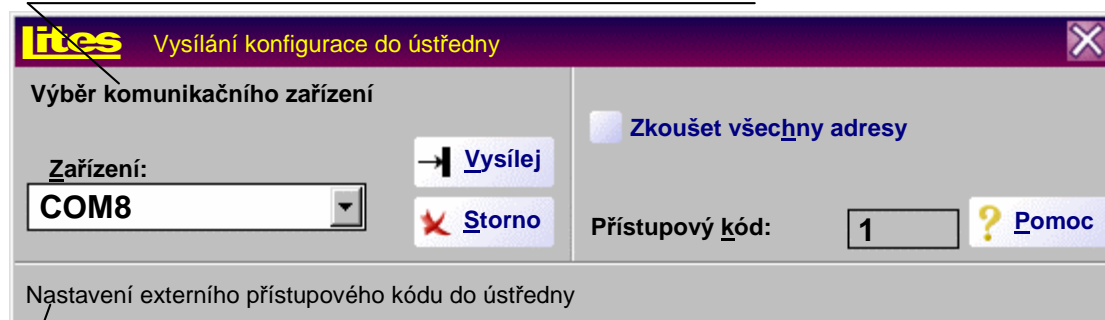 lites Vysílání konfigurace do ústředny
Výběr komunikačního zařízení
Zkoušet všechny adresy
Zařízení:
Vysílej
COM8
Storno
Přístupový kód:
1
Pomoc
Nastavení externího přístupového kódu do ústředny